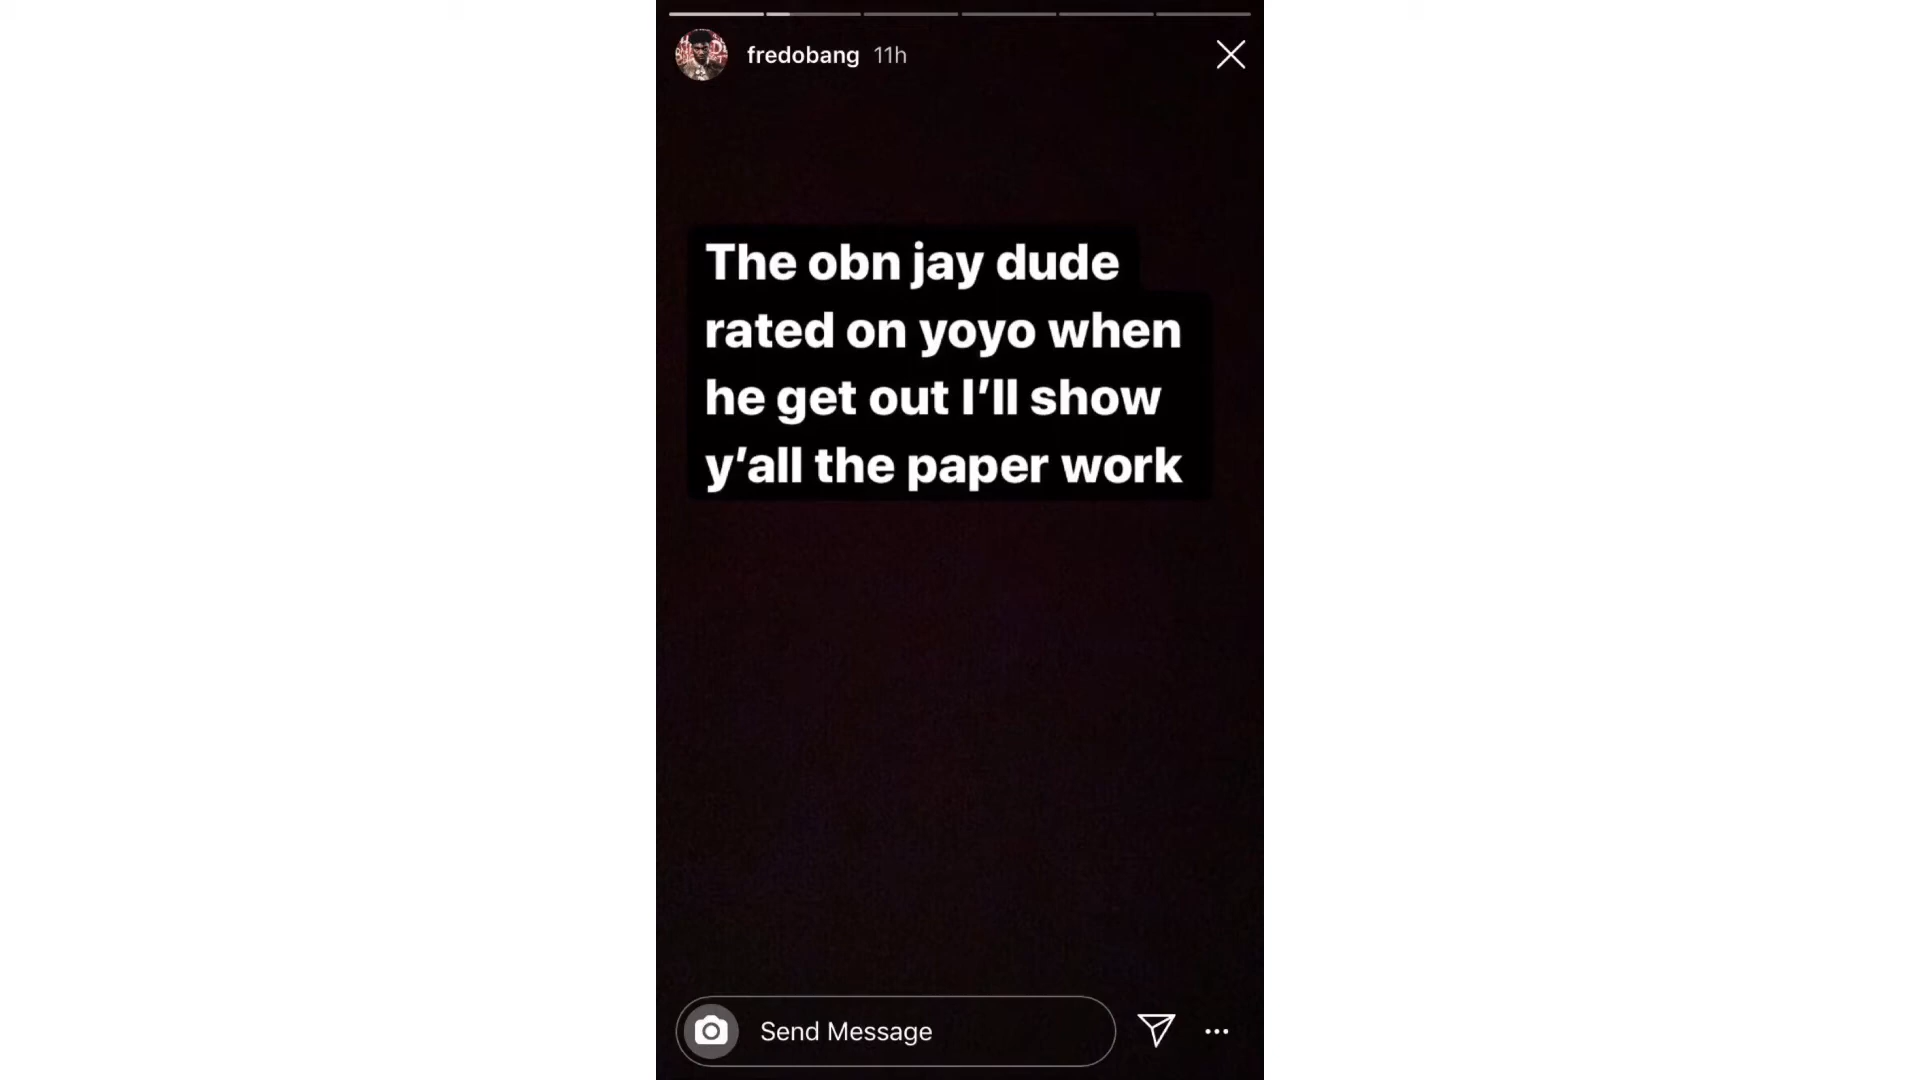 fredobang 11h
The obn jay dude
rated on yoyo when
he get out I'll show
y'all the paper work
Send Message